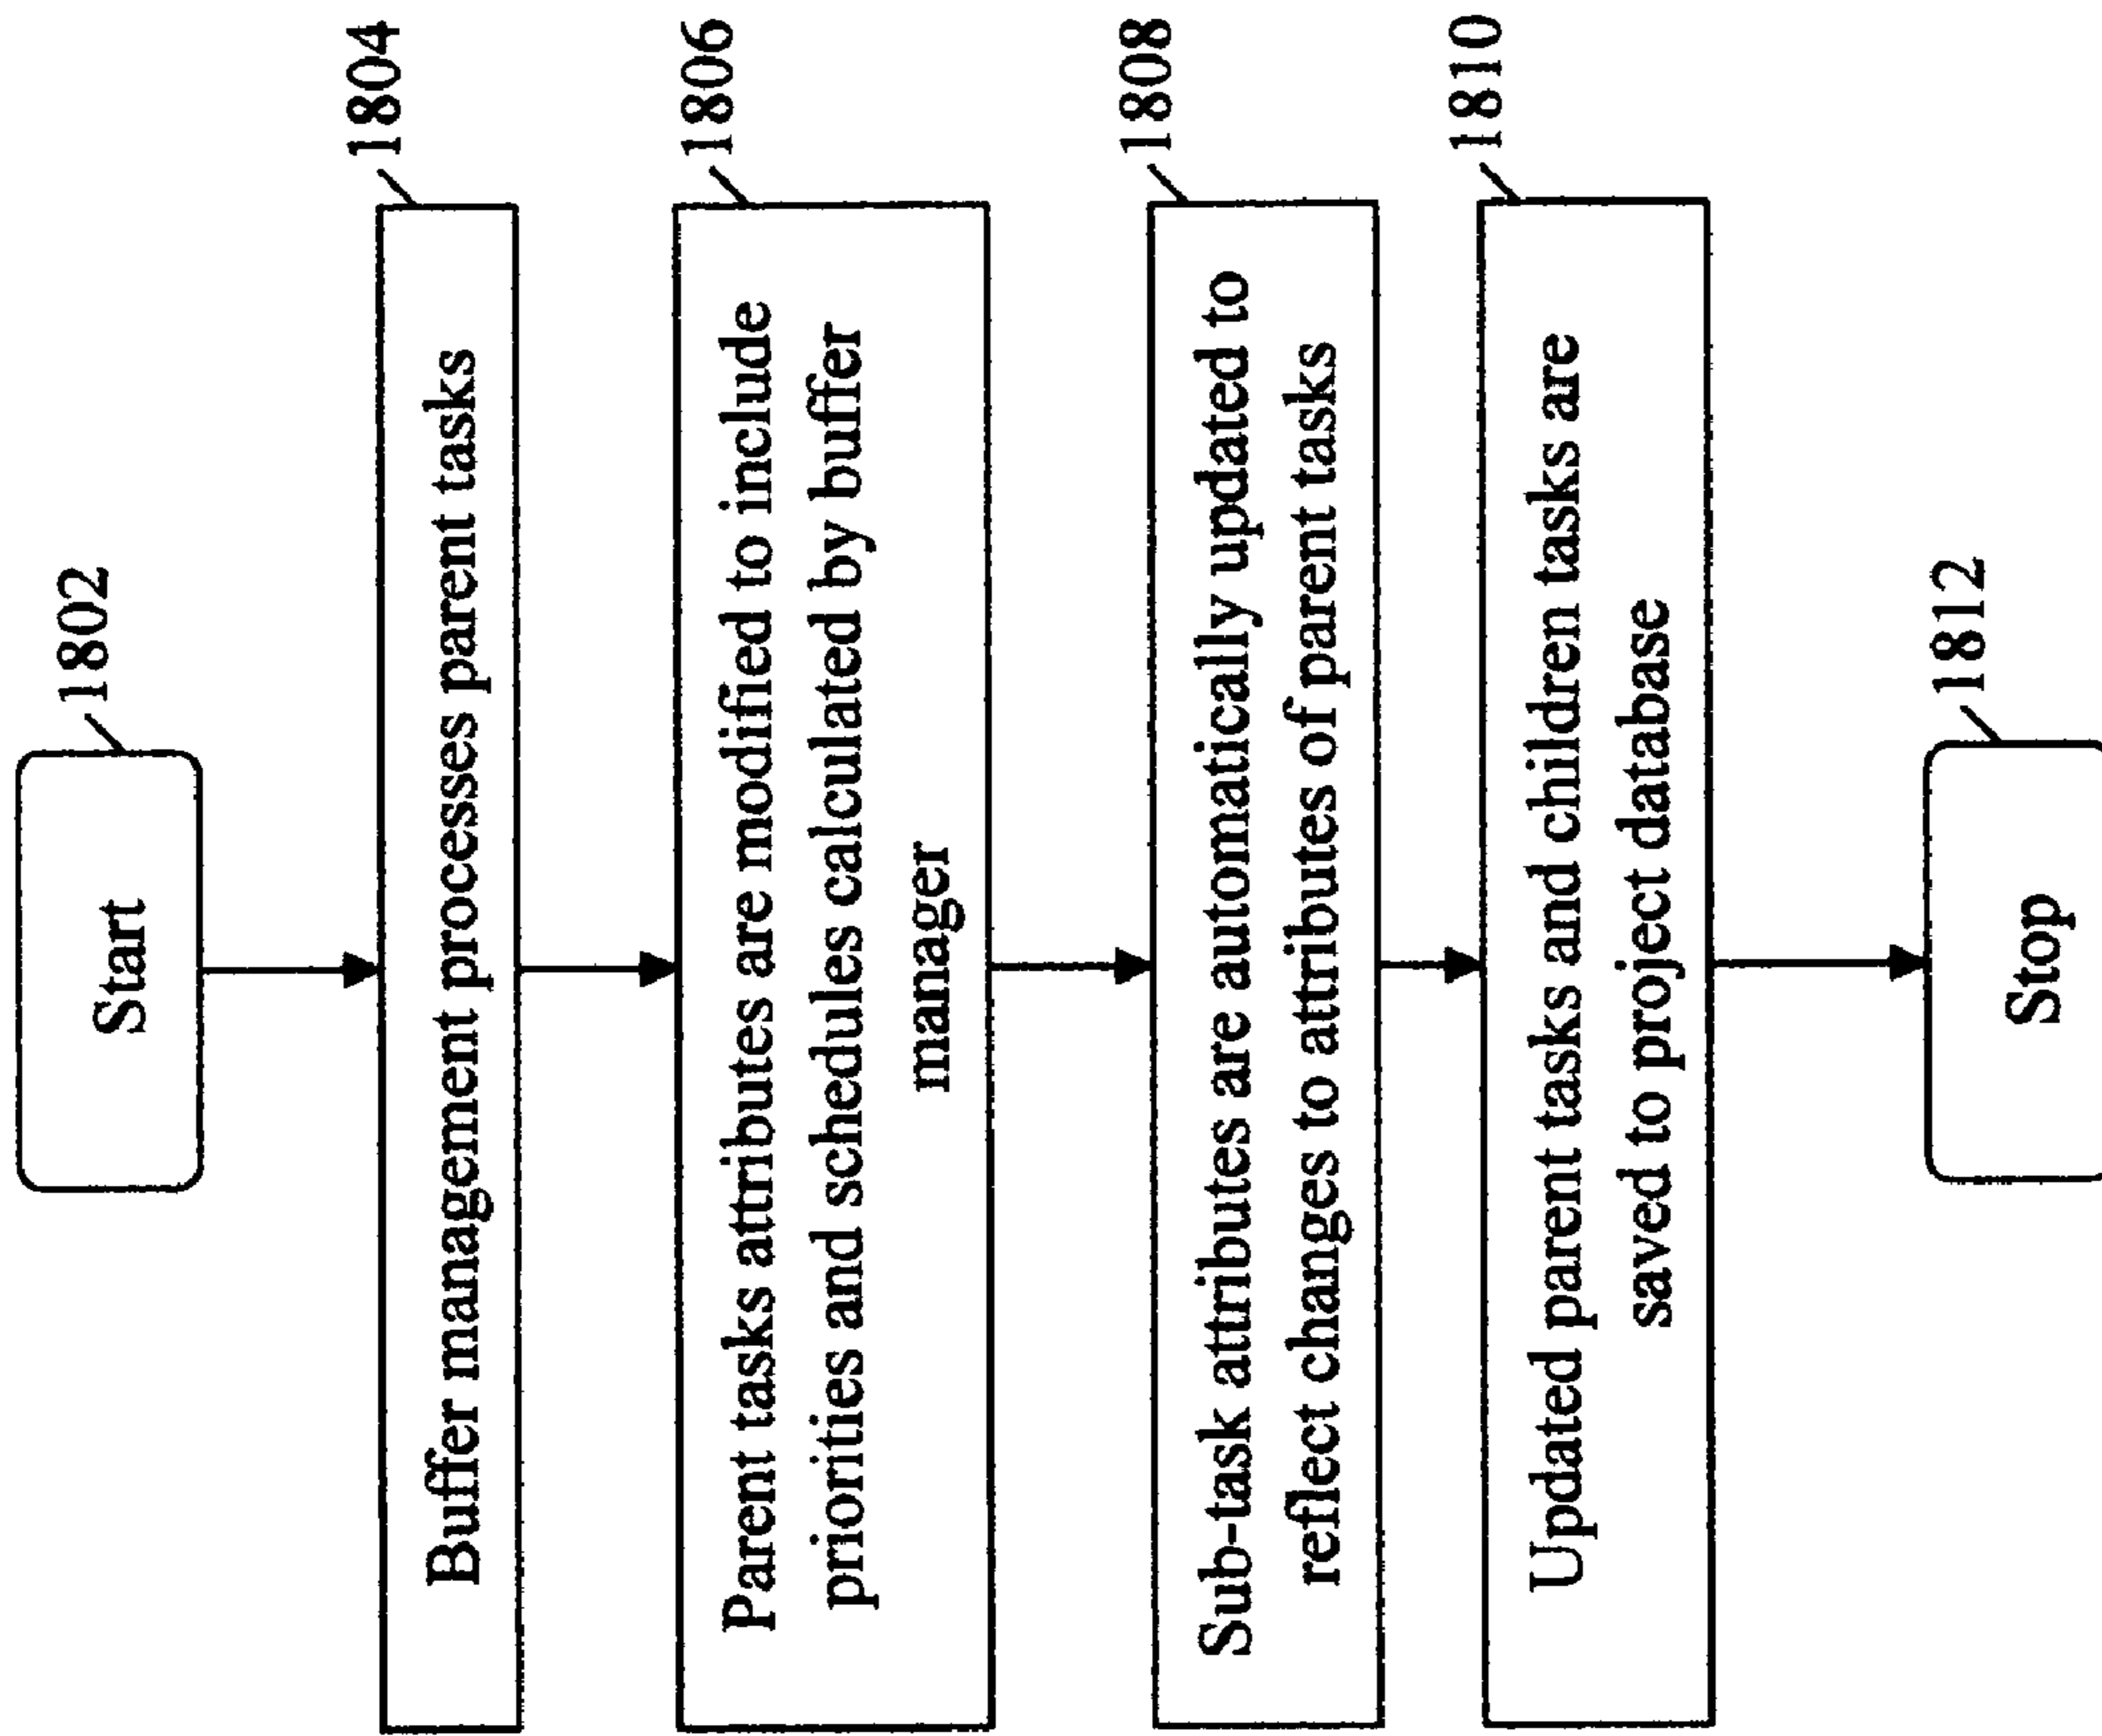 Start
1802
Buffer management processes parent tasks
1804
Parent tasks attributes are modified to include
priorities and schedules calculated by buffer
manager
1806
Sub-task attributes are automatically updated to
reflect changes to attributes of parent tasks
1808
Updated parent tasks and children tasks are
saved to project database
1810
Stop
1812